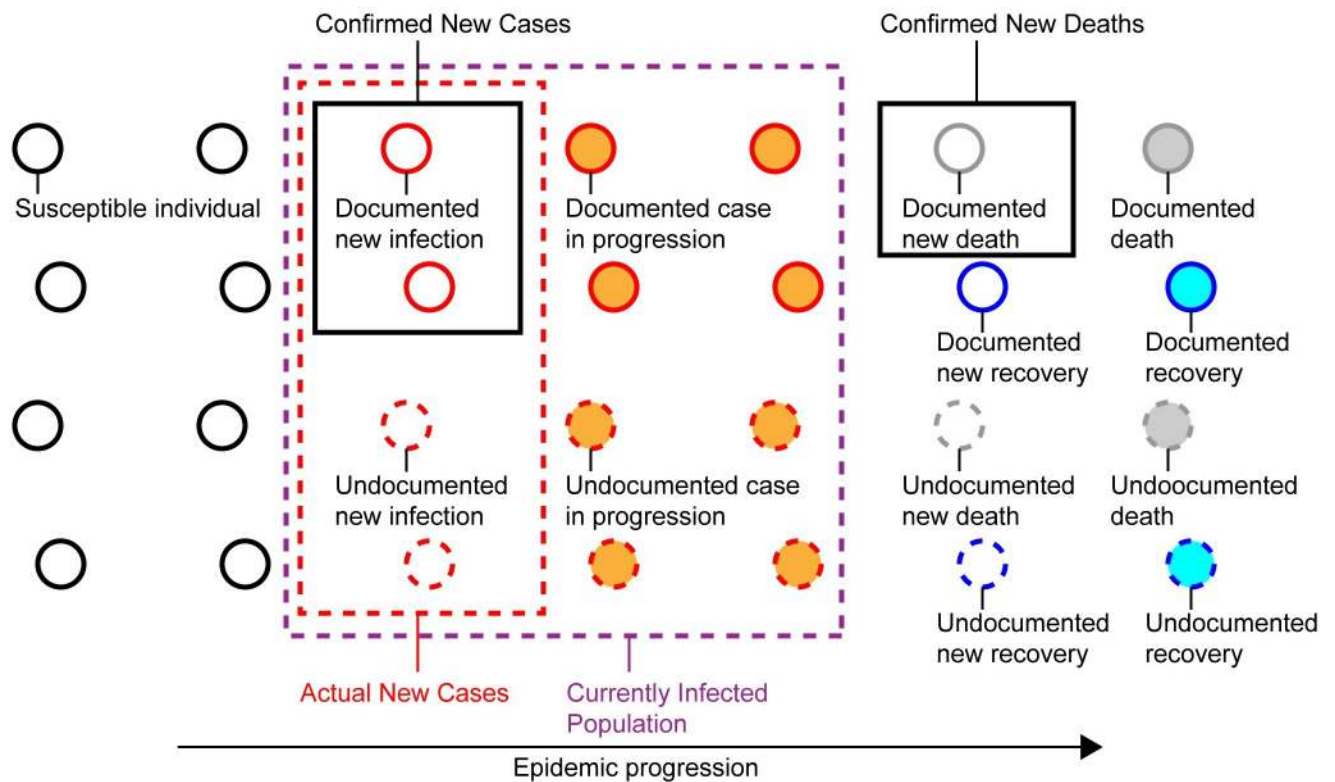 Confirmed New Cases
Confirmed New Deaths
Susceptible individual
Documented
new infection
Documented case
in progression
Documented
new death
Documented
death
Documented
new recovery
Documented
recovery
Undocumented
new infection
Undocumented case
in progression
Undocumented
new death
Undoocumented
death
Undocumented
new recovery
Undocumented
recovery
Actual New Cases
Currently Infected
Population
Epidemic progression